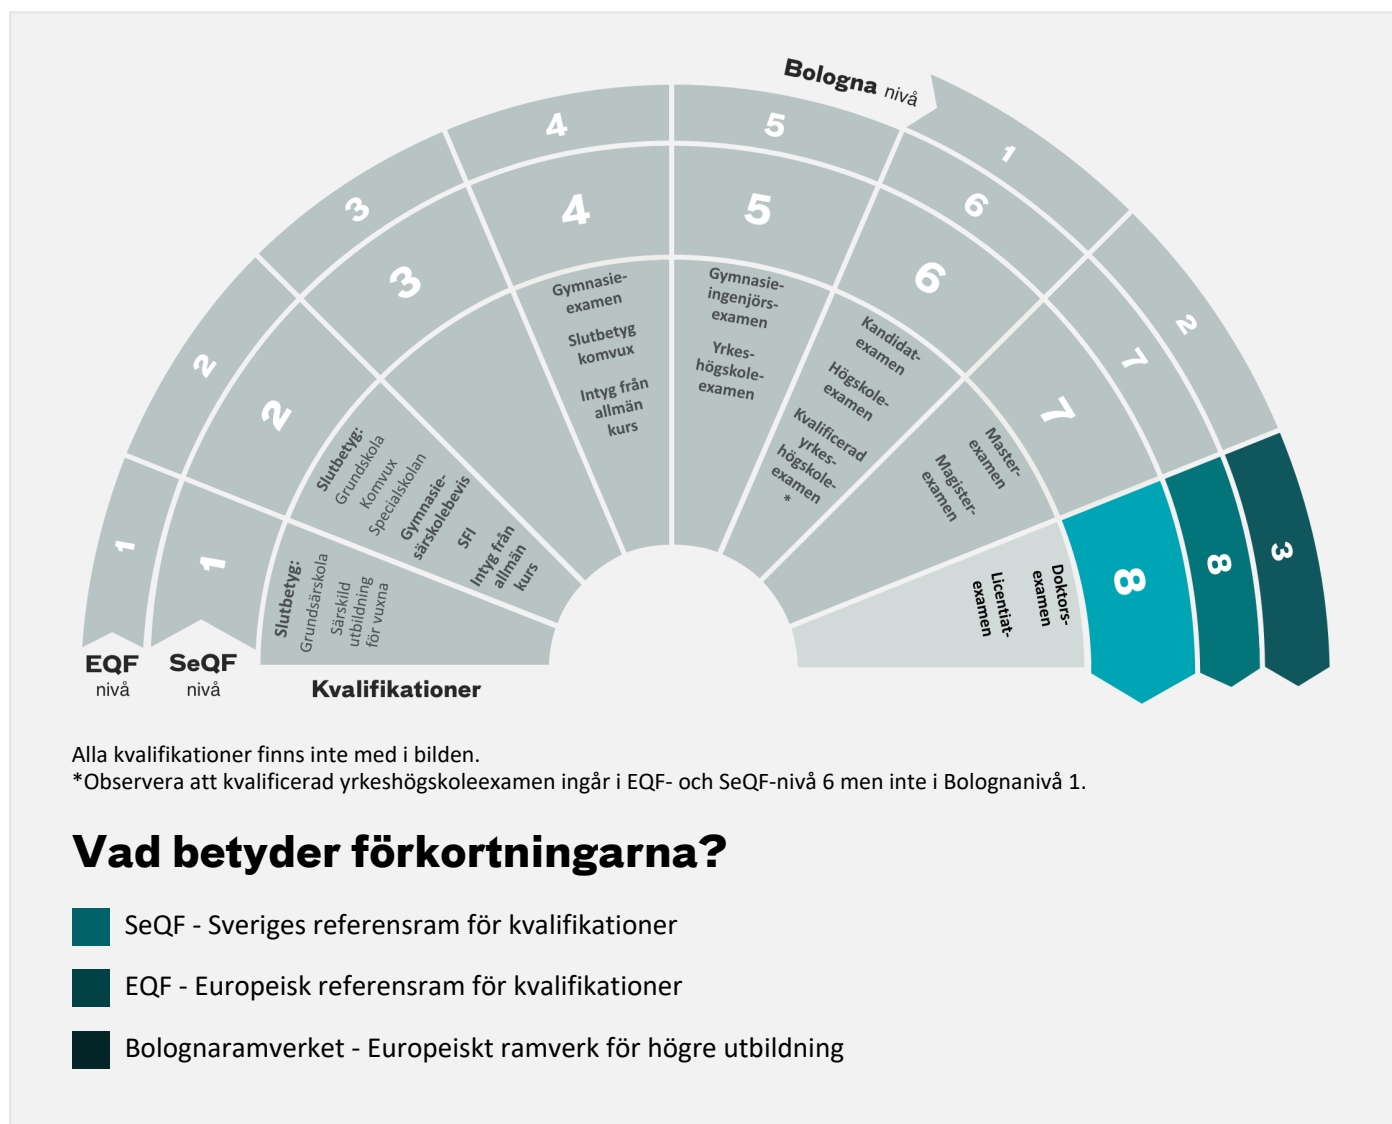 Bologna nivå
1
2
3
1
2
3
4
5
6
7
8
1
2
3
4
5
6
7
8
EQF
nivå
SeQF
nivå
Kvalifikationer
Slutbetyg:
Grundsärskola
Särskild
utbildning
för vuxna
Slutbetyg:
Grundskola
Komvux
Specialskolan
Gymnasie-
särskolebevis
SFI
Intyg från
allmän
kurs
Gymnasie-
examen
Slutbetyg
komvux
Intyg från
allmän
kurs
Gymnasie-
ingenjörs-
examen
Yrkes-
högskole-
examen
Kandidat-
examen
Högskole-
examen
Kvalificerad
yrkes-
högskole-
examen
*
Master-
examen
Magister-
examen
Doktors-
examen
Licentiat-
examen
Alla kvalifikationer finns inte med i bilden.
*Observera att kvalificerad yrkeshögskoleexamen ingår i EQF- och SeQF-nivå 6 men inte i Bolognanivå 1.
Vad betyder förkortningarna?
SeQF - Sveriges referensram för kvalifikationer
EQF - Europeisk referensram för kvalifikationer
Bolognaramverket - Europeiskt ramverk för högre utbildning